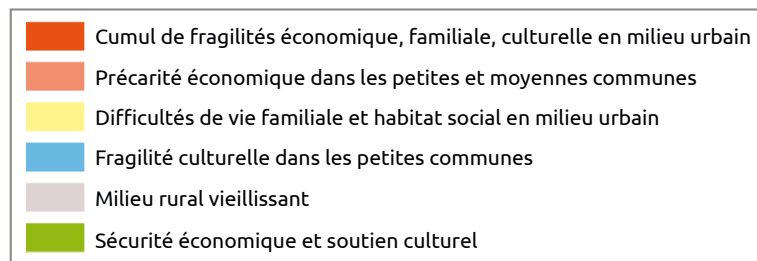 Cumul de fragilités économique, familiale, culturelle en milieu urbain
Précarité économique dans les petites et moyennes communes
Difficultés de vie familiale et habitat social en milieu urbain
Fragilité culturelle dans les petites communes
Milieu rural vieillissant
Sécurité économique et soutien culturel